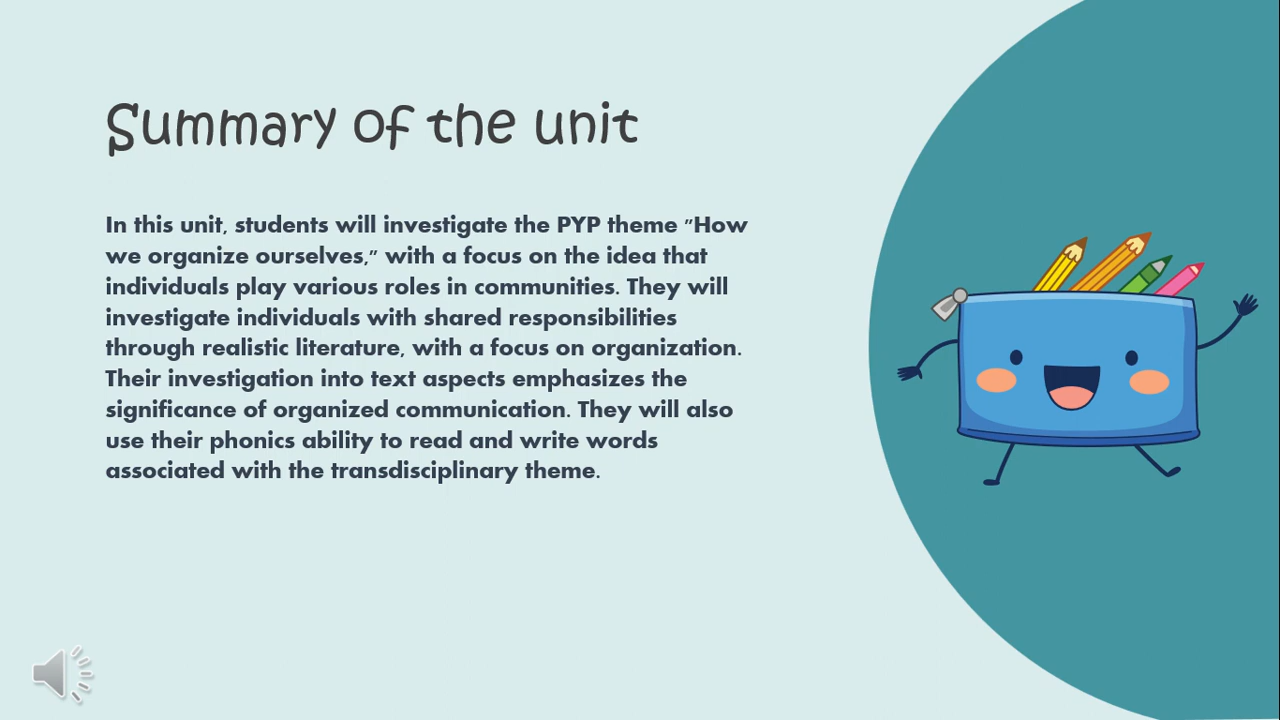 Summary of the unit
In this unit, students will investigate the PYP theme "How
we organize ourselves," with a focus on the idea that
individuals play various roles in communities. They will
investigate individuals with shared responsibilities
through realistic literature, with a focus on organization.
Their investigation into text aspects emphasizes the
significance of organized communication. They will also
use their phonics ability to read and write words
associated with the transdisciplinary theme.